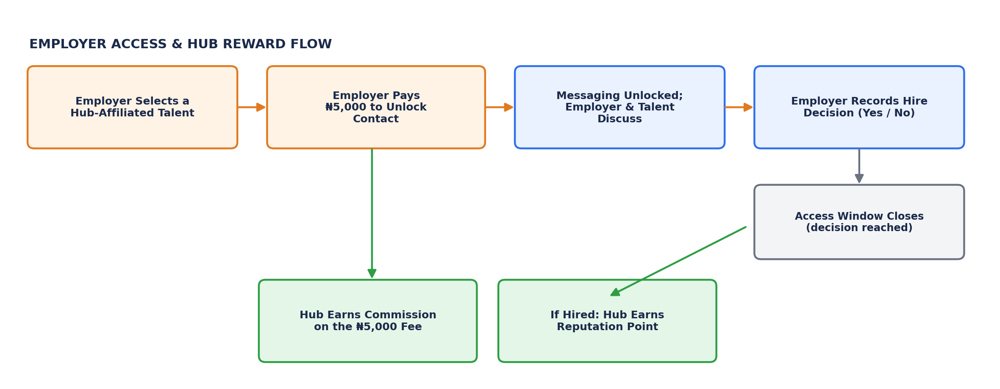 EMPLOYER ACCESS & HUB REWARD FLOW
Employer Selects a
Hub-Affiliated Talent
Employer Pays
₦5,000 to Unlock
Contact
Messaging Unlocked;
Employer & Talent
Discuss
Employer Records Hire
Decision (Yes / No)
Access Window Closes
(decision reached)
Hub Earns Commission
on the ₦5,000 Fee
If Hired: Hub Earns
Reputation Point